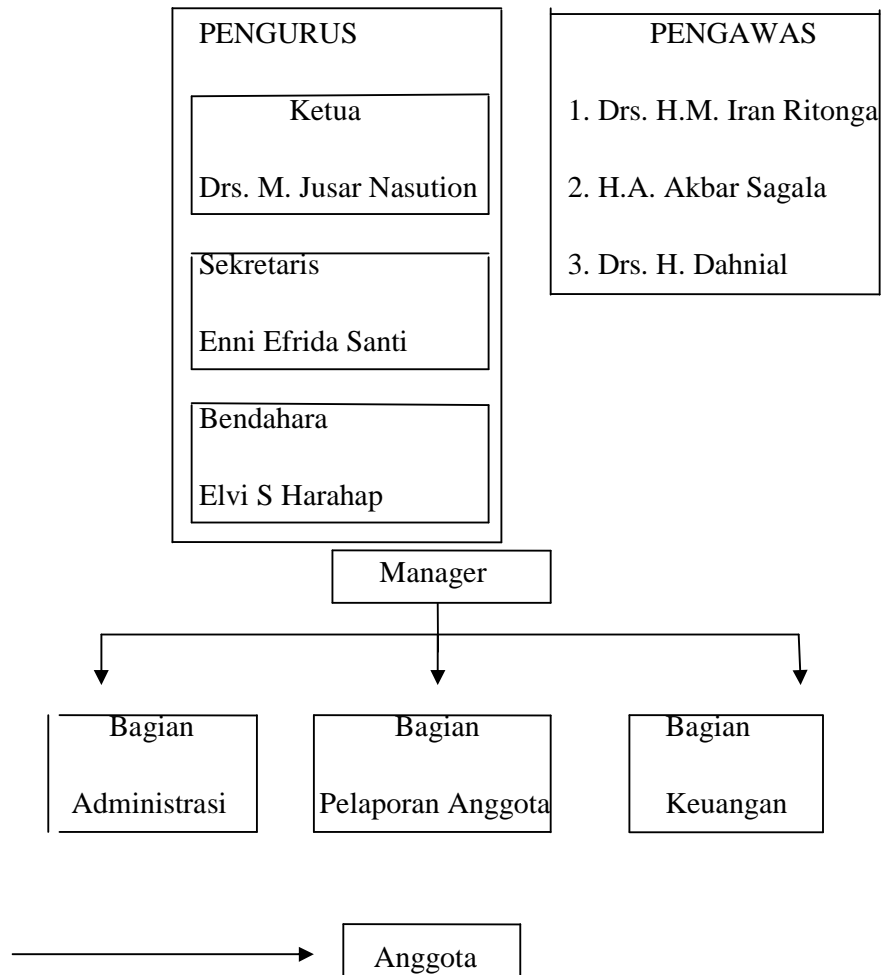 PENGURUS
Ketua
Drs. M. Jusar Nasution
Sekretaris
Enni Efrida Santi
Bendahara
Elvi S Harahap
PENGAWAS
1. Drs. H.M. Iran Ritonga
2. H.A. Akbar Sagala
3. Drs. H. Dahnial
Manager
Bagian
Administrasi
Bagian
Pelaporan Anggota
Bagian
Keuangan
Anggota